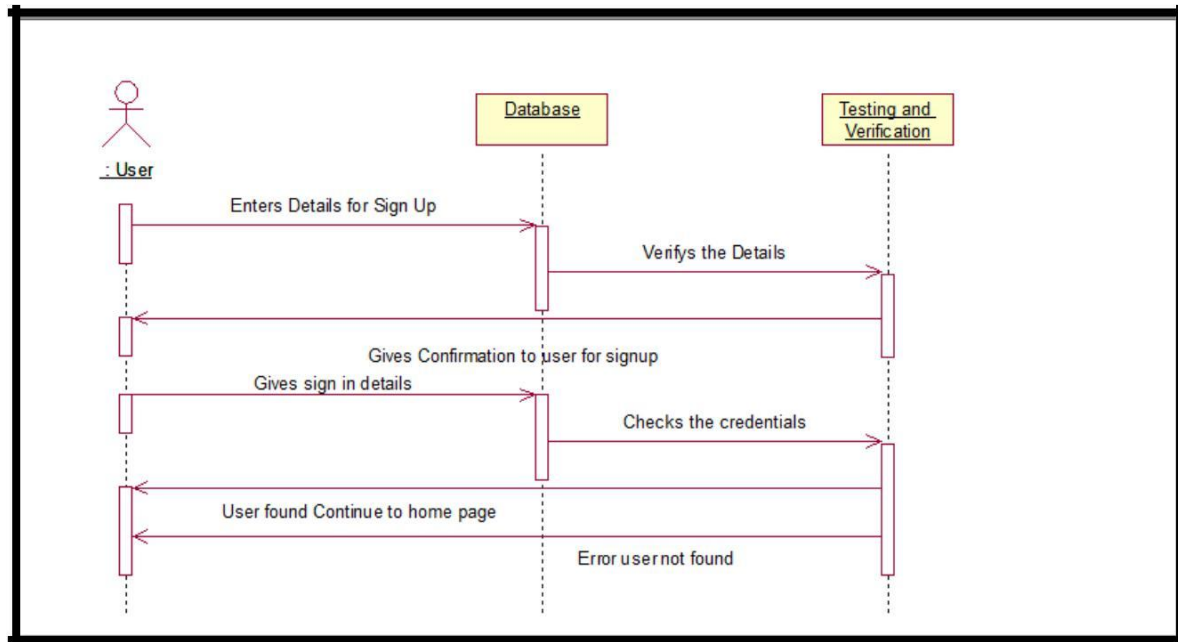 Database
Testing and
Verification
: User
Enters Details for Sign Up
Verifys the Details
Gives Confirmation to user for signup
Gives sign in details
Checks the credentials
User found Continue to home page
Error user not found